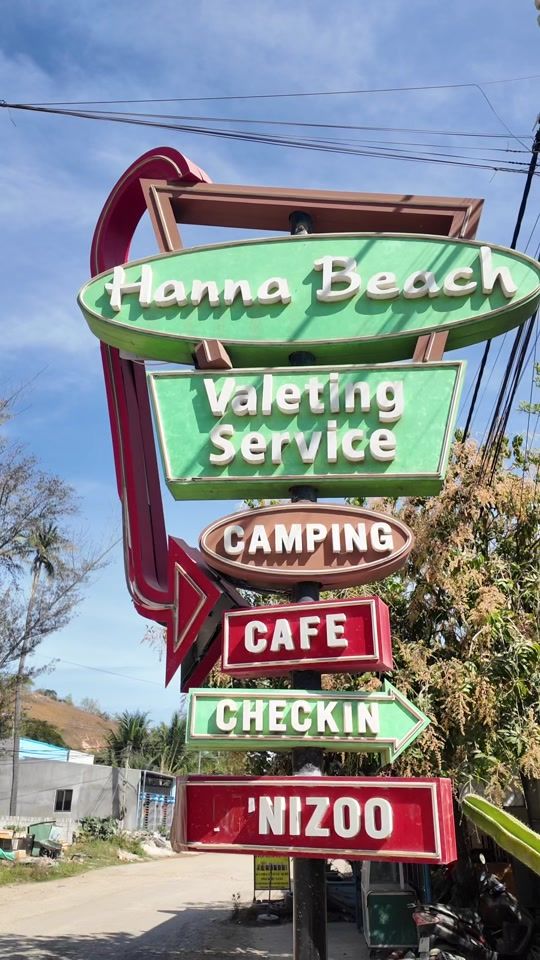 Hanna Beach
Valeting
Service
CAMPING
CAFE
CHECKIN
'NIZOO